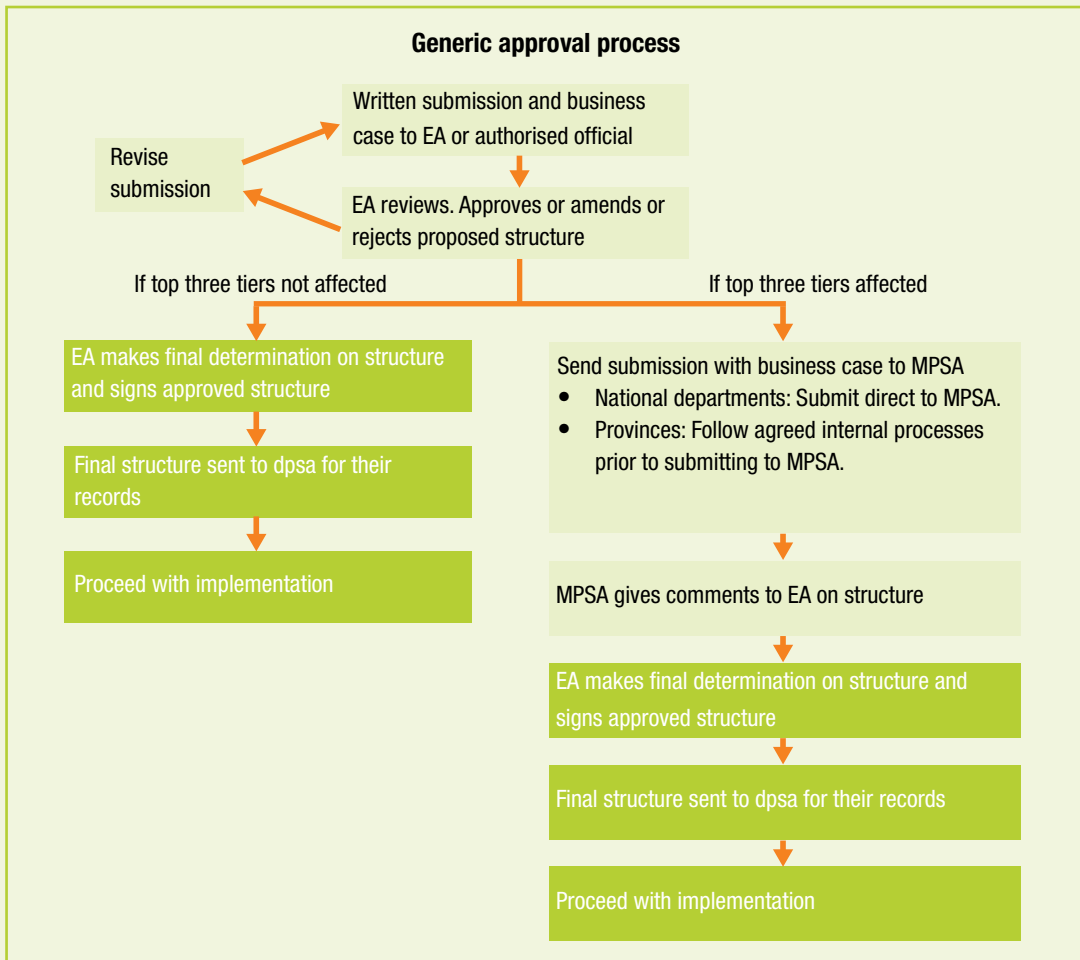 Generic approval process
Written submission and business
case to EA or authorised official
Revise
submission
EA reviews. Approves or amends or
rejects proposed structure
If top three tiers not affected
If top three tiers affected
EA makes final determination on structure
and signs approved structure
Final structure sent to dpsa for their
records
Proceed with implementation
Send submission with business case to MPSA
• National departments: Submit direct to MPSA.
• Provinces: Follow agreed internal processes
prior to submitting to MPSA.
MPSA gives comments to EA on structure
EA makes final determination on structure and
signs approved structure
Final structure sent to dpsa for their records
Proceed with implementation